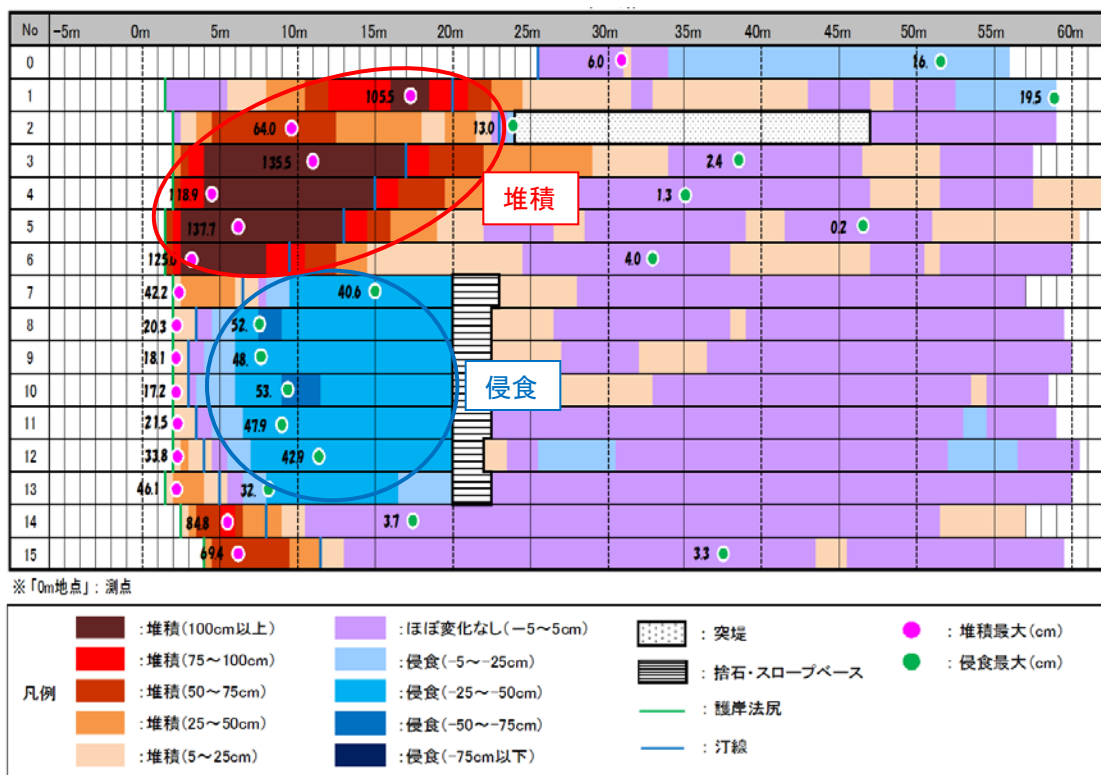 No -5m 0m 5m 10m 15m 20m 25m 30m 35m 40m 45m 50m 55m 60m
0 6.0 16.
1 105.5 19.5
2 64.0 13.0
3 135.5 2.4
4 118.9 1.3
堆積
5 137.7 0.2
6 125.0 4.0
7 42.2 40.6
8 20.3 52.
9 18.1 48.
侵食
10 17.2 53.
11 21.5 47.9
12 33.8 42.9
13 46.1 32.
14 84.8 3.7
15 69.4 3.3
※「0m地点」: 測点
凡例
:堆積(100cm以上) :ほぼ変化なし(-5~5cm) : 突堤 : 堆積最大(cm)
:堆積(75~100cm) :侵食(-5~-25cm) : 捨石・スロープベース : 侵食最大(cm)
:堆積(50~75cm) :侵食(-25~-50cm) : 護岸法尻
:堆積(25~50cm) :侵食(-50~-75cm) : 汀線
:堆積(5~25cm) :侵食(-75cm以下)